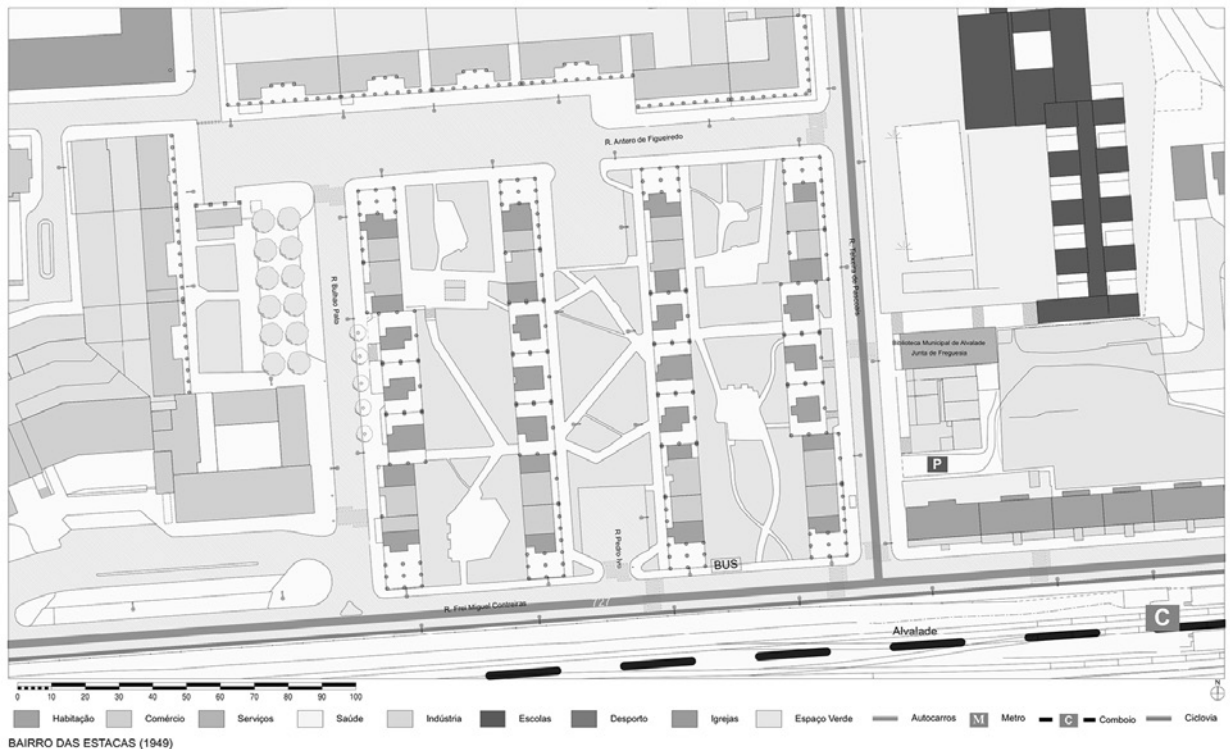 R. Antero de Figueiredo
R. Bulhao Pato
R. Teixeira de Pascoaes
Biblioteca Municipal de Alvalade
Junta de Freguesia
P
R.Pedro Ivo
BUS
R. Frei Miguel Contreiras
727
Alvalade
C
N
0 10 20 30 40 50 60 70 80 90 100
Habitação Comércio Serviços Saúde Indústria Escolas Desporto Igrejas Espaço Verde Autocarros M Metro C Comboio Ciclovia
BAIRRO DAS ESTACAS (1949)